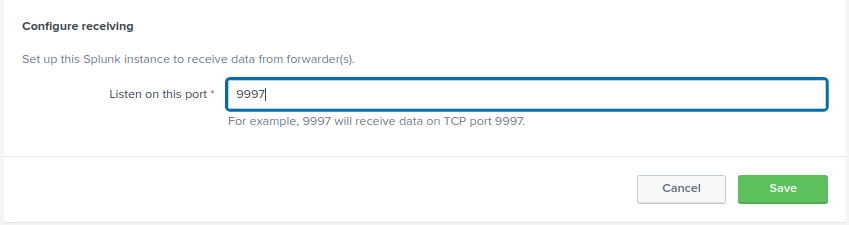 Configure receiving
Set up this Splunk instance to receive data from forwarder(s).
Listen on this port * 9997
For example, 9997 will receive data on TCP port 9997.
Cancel Save